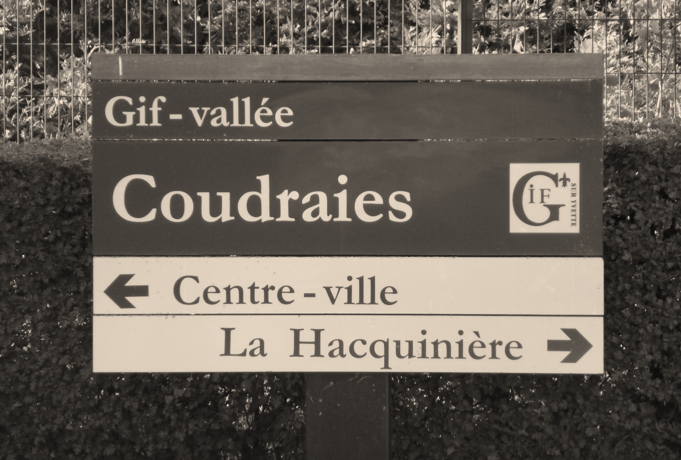 Gif-vallée
Coudraies
GIF
SUR YVETTE
Centre-ville
La Hacquinière